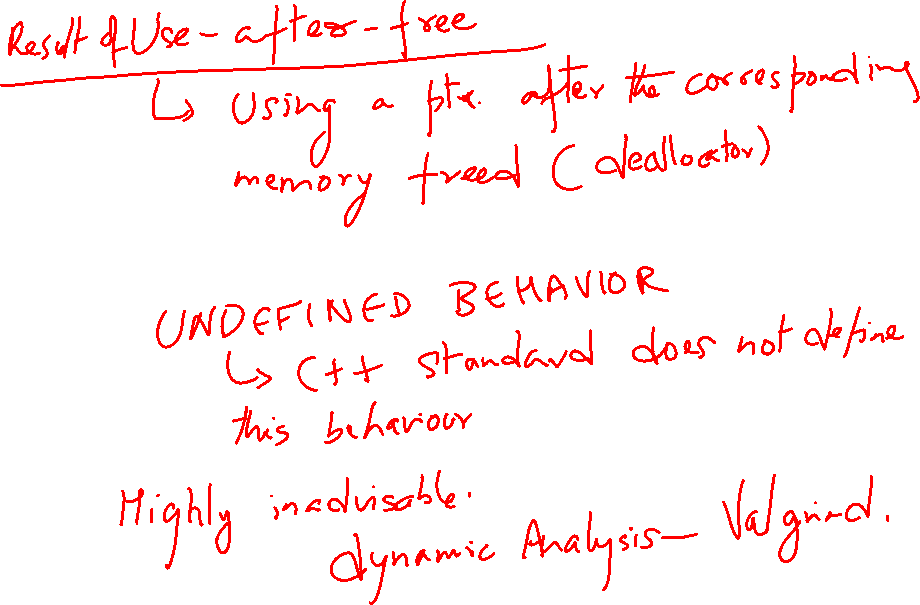 Result of Use-after-free
↳ Using a ptr. after the corresponding
memory freed (deallocator)
UNDEFINED BEHAVIOR
↳ C++ standard does not define
this behaviour
Highly inadvisable.
dynamic Analysis — Valgrind.